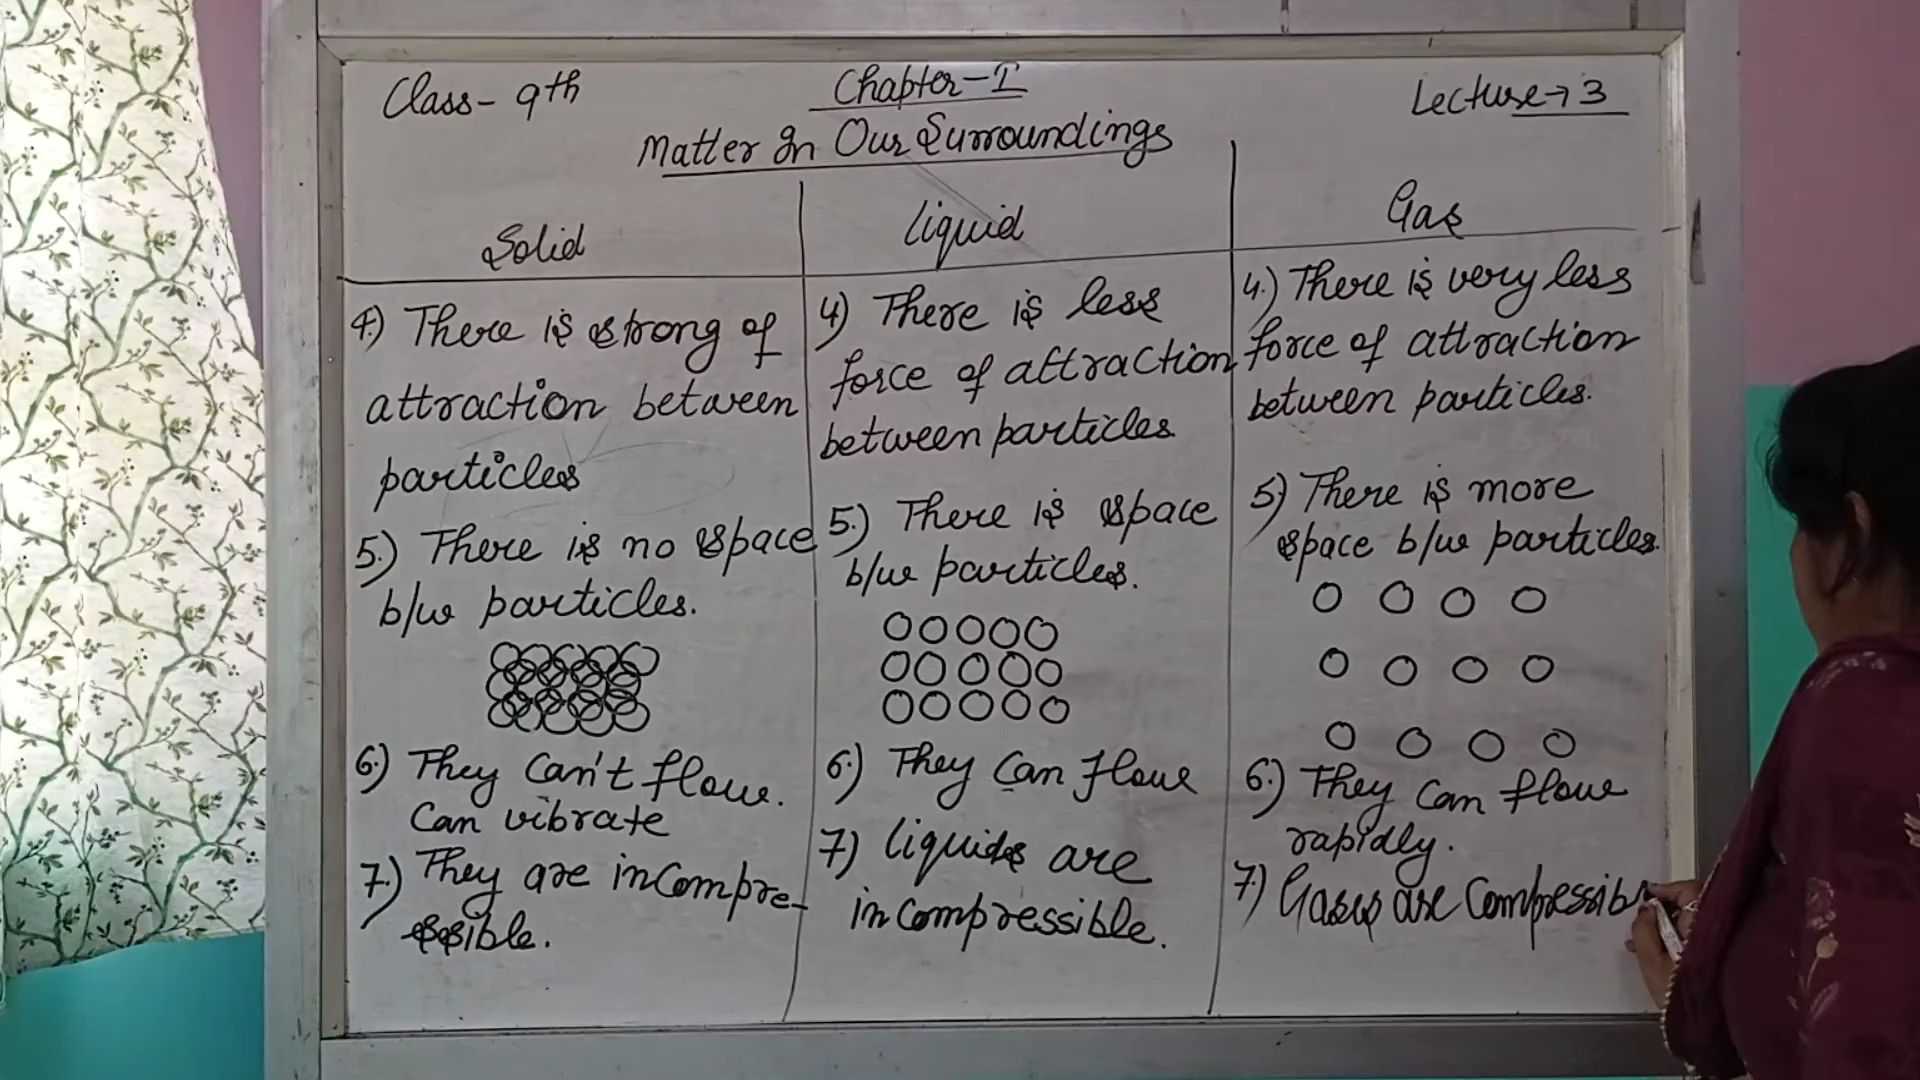 Class- 9th
Chapter-I
Lecture→3
Matter In Our Surroundings
Solid
4.) There is strong of
attraction between
particles
5.) There is no space
b/w particles.
6.) They Can't flow.
Can vibrate
7.) They are incompre-
ssible.
liquid
4) There is less
force of attraction
between particles
5.) There is space
b/w particles.
6.) They Can flow
7) liquids are
incompressible.
Gas
4.) There is very less
force of attraction
between particles.
5) There is more
space b/w particles.
6.) They Can flow
rapidly.
7.) Gases are Compressib